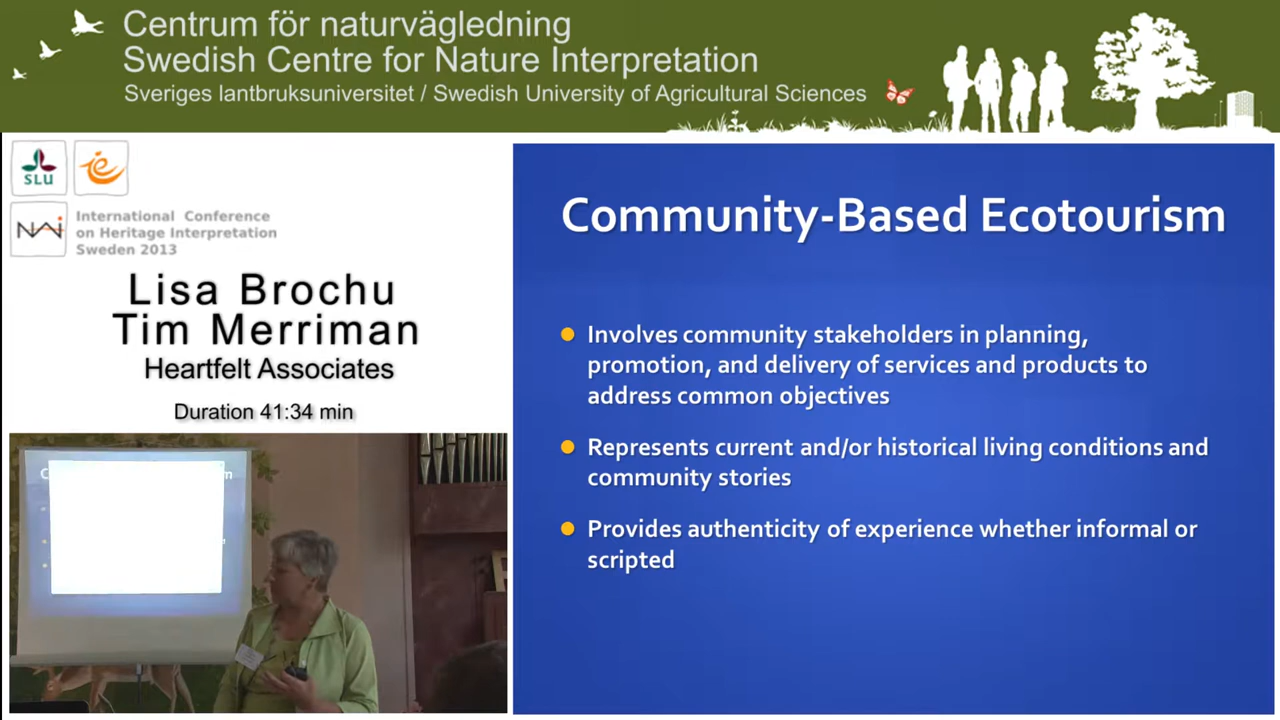 Centrum för naturvägledning
Swedish Centre for Nature Interpretation
Sveriges lantbruksuniversitet / Swedish University of Agricultural Sciences
SLU
NAI
International Conference
on Heritage Interpretation
Sweden 2013
Lisa Brochu
Tim Merriman
Heartfelt Associates
Duration 41:34 min
Community-Based Ecotourism
Involves community stakeholders in planning,
promotion, and delivery of services and products to
address common objectives
Represents current and/or historical living conditions and
community stories
Provides authenticity of experience whether informal or
scripted